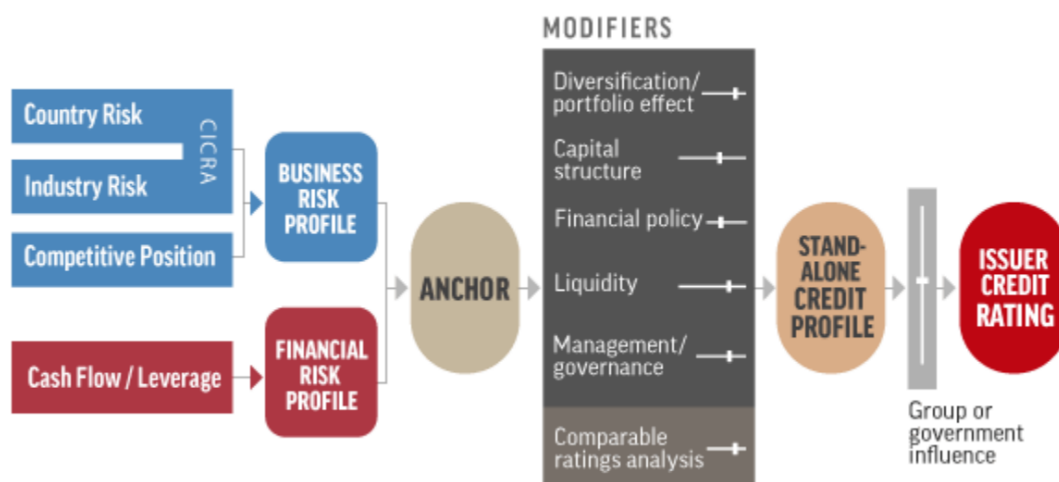 MODIFIERS
Country Risk
CICRA
Industry Risk
Competitive Position
BUSINESS
RISK
PROFILE
Cash Flow / Leverage
FINANCIAL
RISK
PROFILE
ANCHOR
Diversification/
portfolio effect
Capital
structure
Financial policy
Liquidity
Management/
governance
Comparable
ratings analysis
STAND-
ALONE
CREDIT
PROFILE
Group or
government
influence
ISSUER
CREDIT
RATING